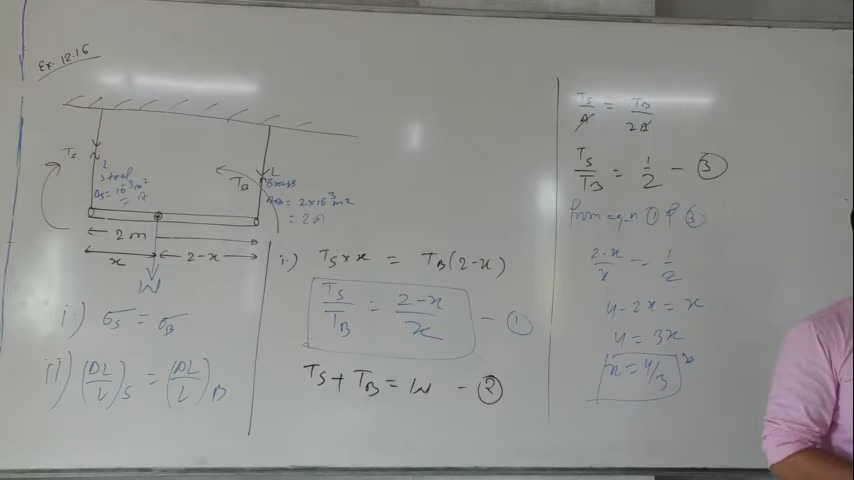 Ex. 12.16
Ts
L
Steel
As = 10⁻³ m²
= A
TB
L
Brass
AB = 2×10⁻³ m²
= 2A
2m
x
2-x
W
i) σs = σB
ii) (ΔL/L)s = (ΔL/L)B
i) Ts × x = TB(2-x)
Ts/TB = (2-x)/x - ①
Ts + TB = W - ②
Ts/A = TB/2A
Ts/TB = 1/2 - ③
from eqn ① & ③
(2-x)/x = 1/2
4-2x = x
4 = 3x
x = 4/3